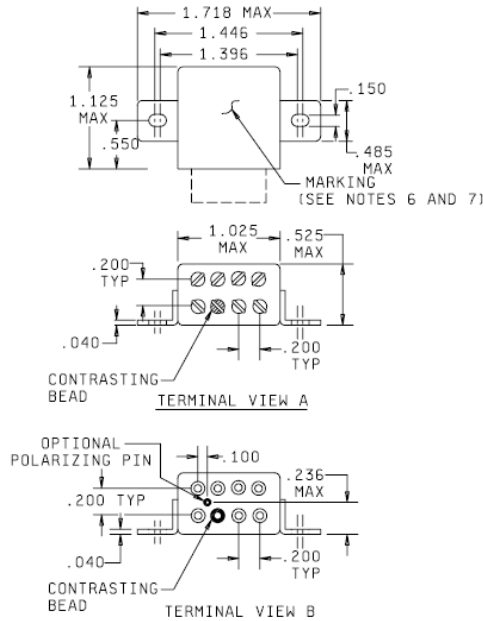 1.718 MAX
1.446
1.396
1.125
MAX
.550
.150
.485
MAX
MARKING
(SEE NOTES 6 AND 7)
1.025
MAX
.525
MAX
.200
TYP
.040
.200
TYP
CONTRASTING
BEAD
TERMINAL VIEW A
OPTIONAL
POLARIZING PIN
.100
.236
MAX
.200 TYP
.040
.200
TYP
CONTRASTING
BEAD
TERMINAL VIEW B